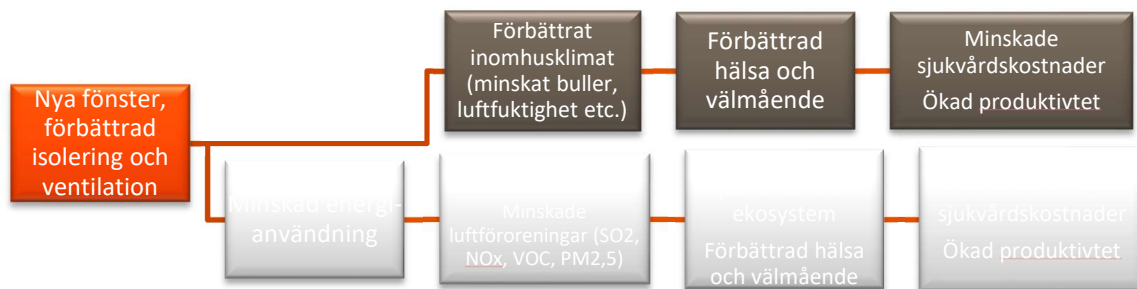 Nya fönster,
förbättrad
isolering och
ventilation
Förbättrat
inomhusklimat
(minskat buller,
luftfuktighet etc.)
Förbättrad
hälsa och
välmående
Minskade
sjukvårdskostnader
Ökad produktivtet
Minskad energi-
användning
Minskade
luftföroreningar (SO2,
NOx, VOC, PM2,5)
ekosystem
Förbättrad hälsa
och välmående
sjukvårdskostnader
Ökad produktivtet